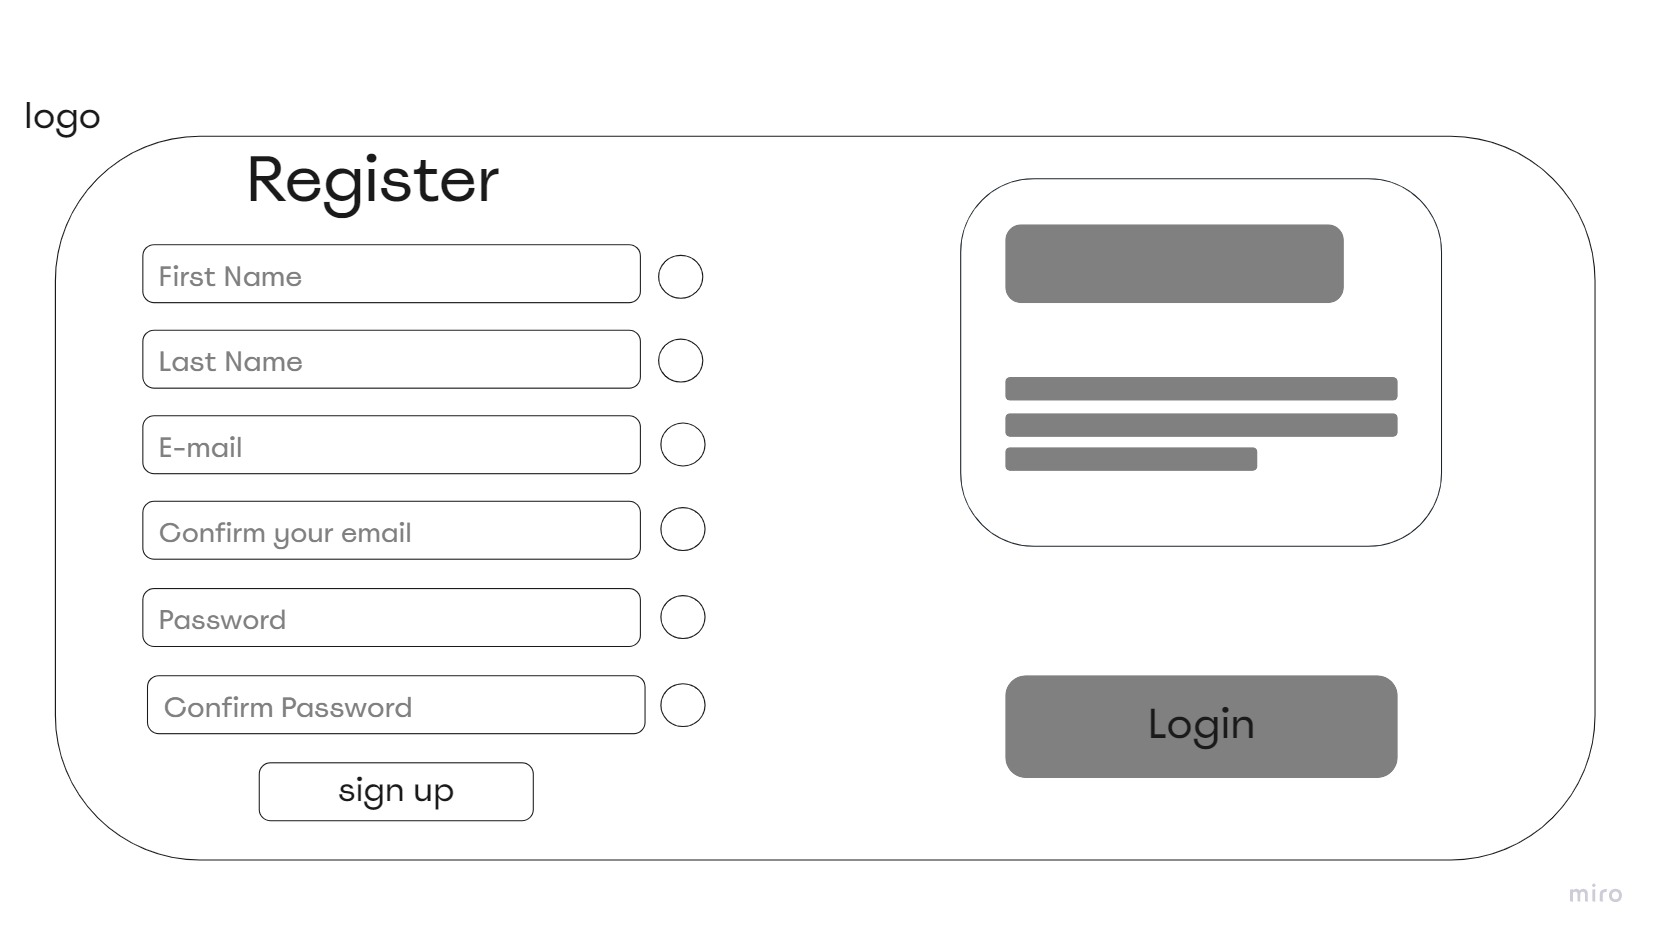 logo
Register
First Name
Last Name
E-mail
Confirm your email
Password
Confirm Password
sign up
Login
miro